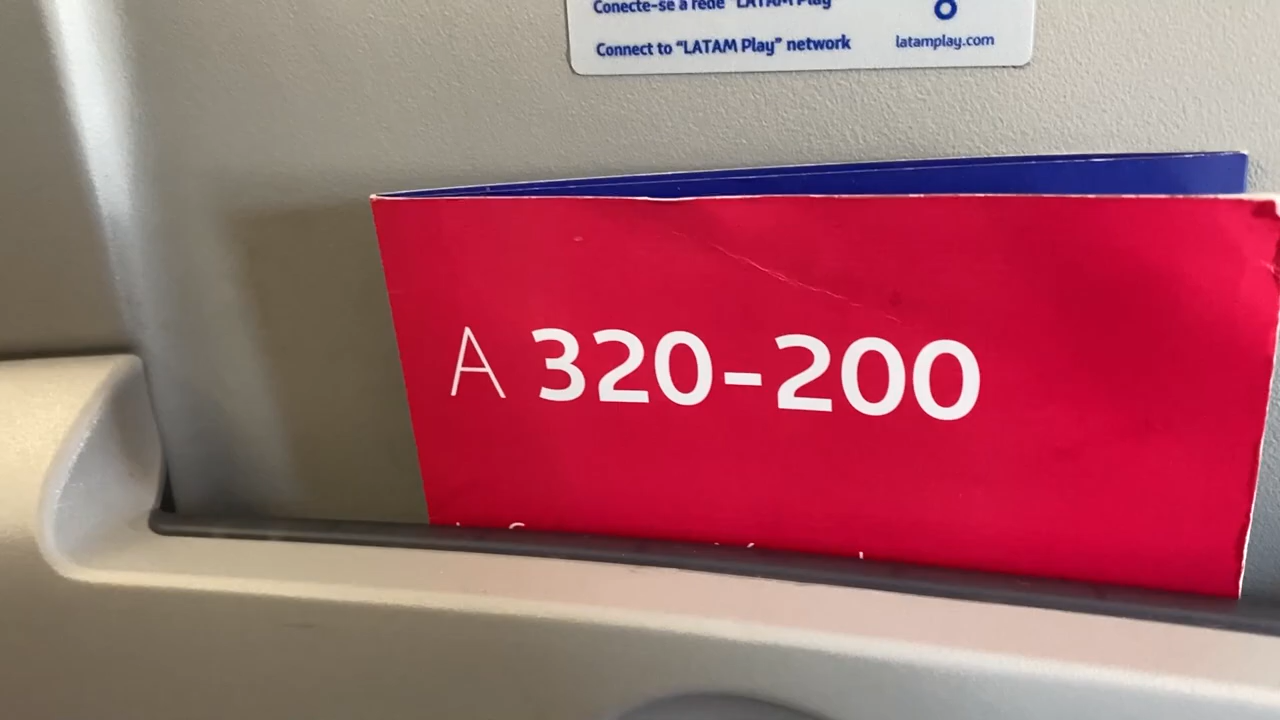 Conecte-se à rede "LATAM Play"
Connect to “LATAM Play” network
latamplay.com
A 320-200